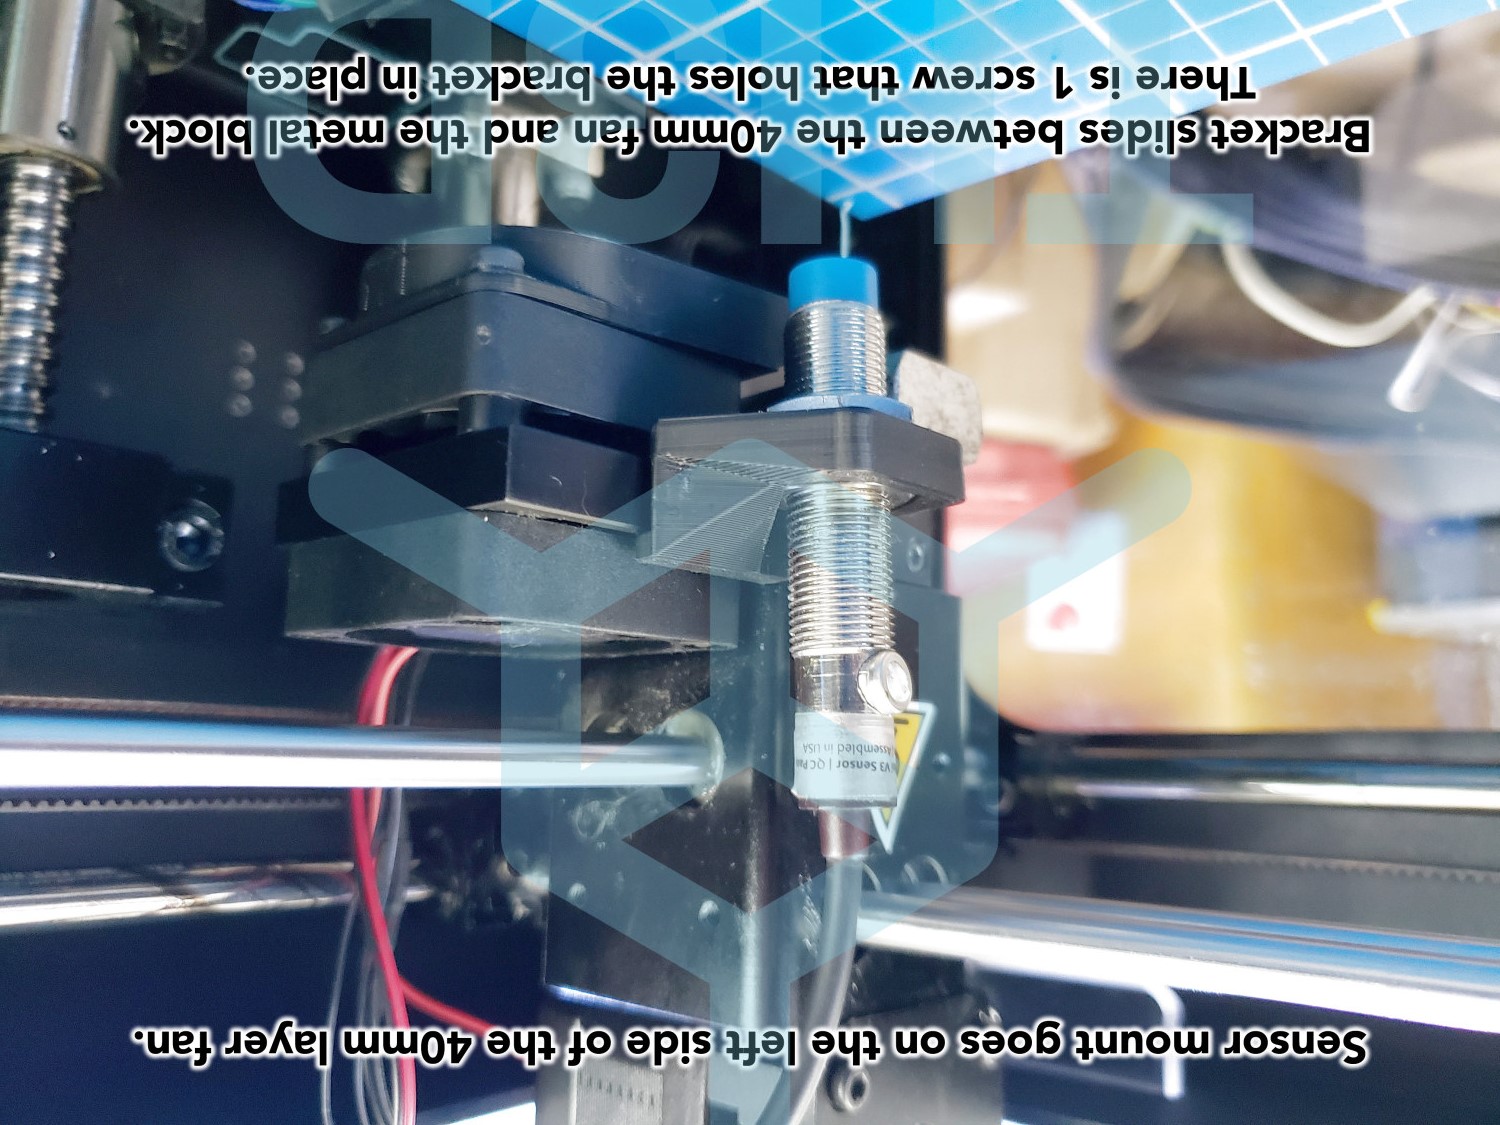 Sensor mount goes on the left side of the 40mm layer fan.
V3 Sensor | QC
Assembled in USA
Bracket slides between the 40mm fan and the metal block.
There is 1 screw that holes the bracket in place.
TH3D